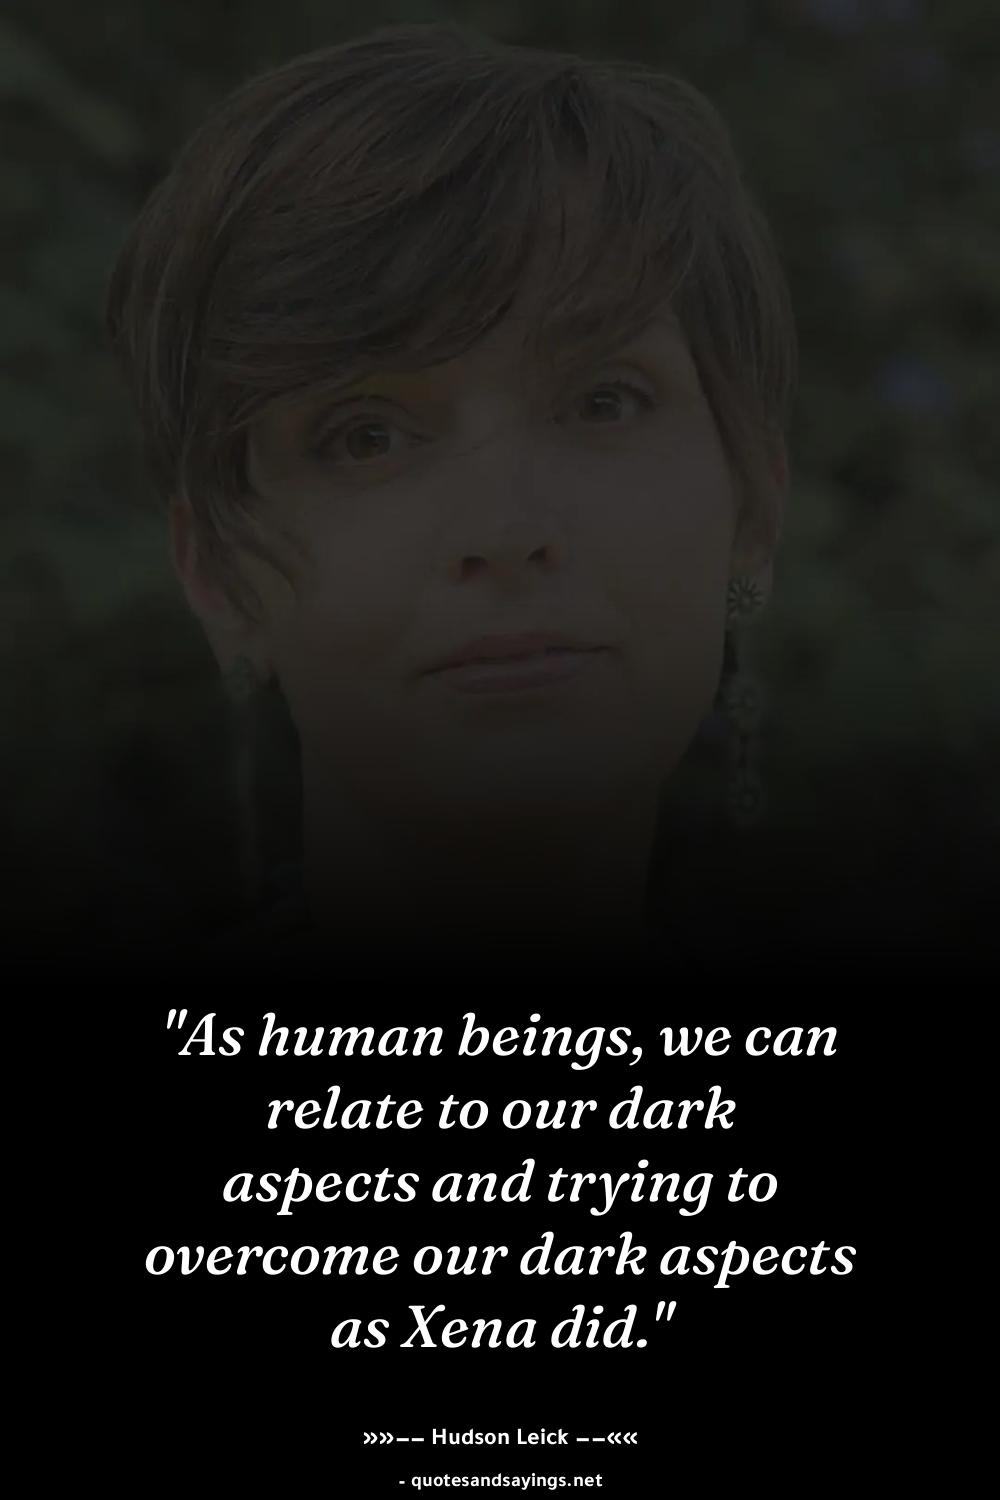 "As human beings, we can
relate to our dark
aspects and trying to
overcome our dark aspects
as Xena did."
»»–– Hudson Leick ––««
- quotesandsayings.net